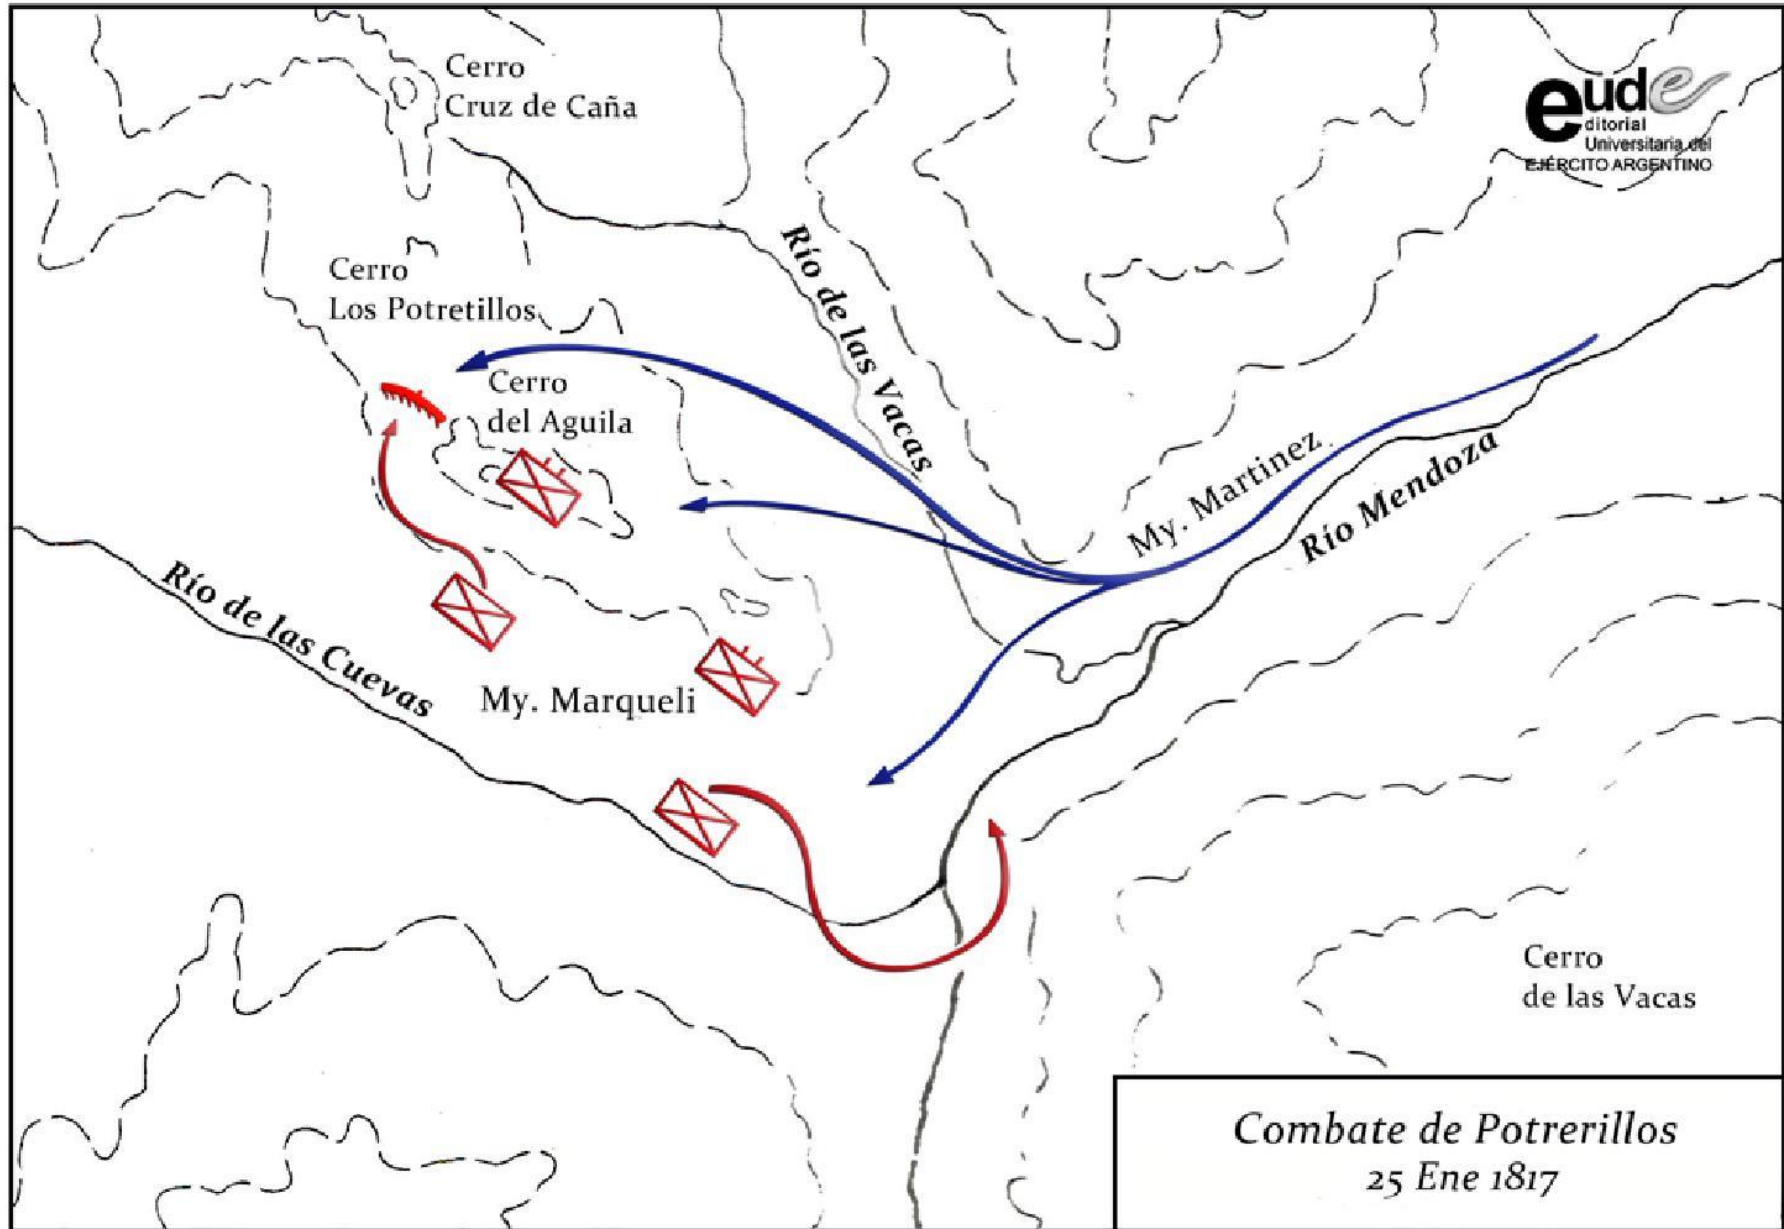 Cerro
Cruz de Caña
eude
ditorial
Universitaria del
EJÉRCITO ARGENTINO
Río de las Vacas
Cerro
Los Potretillos
Cerro
del Aguila
My. Martinez
Río Mendoza
Río de las Cuevas
My. Marqueli
Cerro
de las Vacas
Combate de Potrerillos
25 Ene 1817